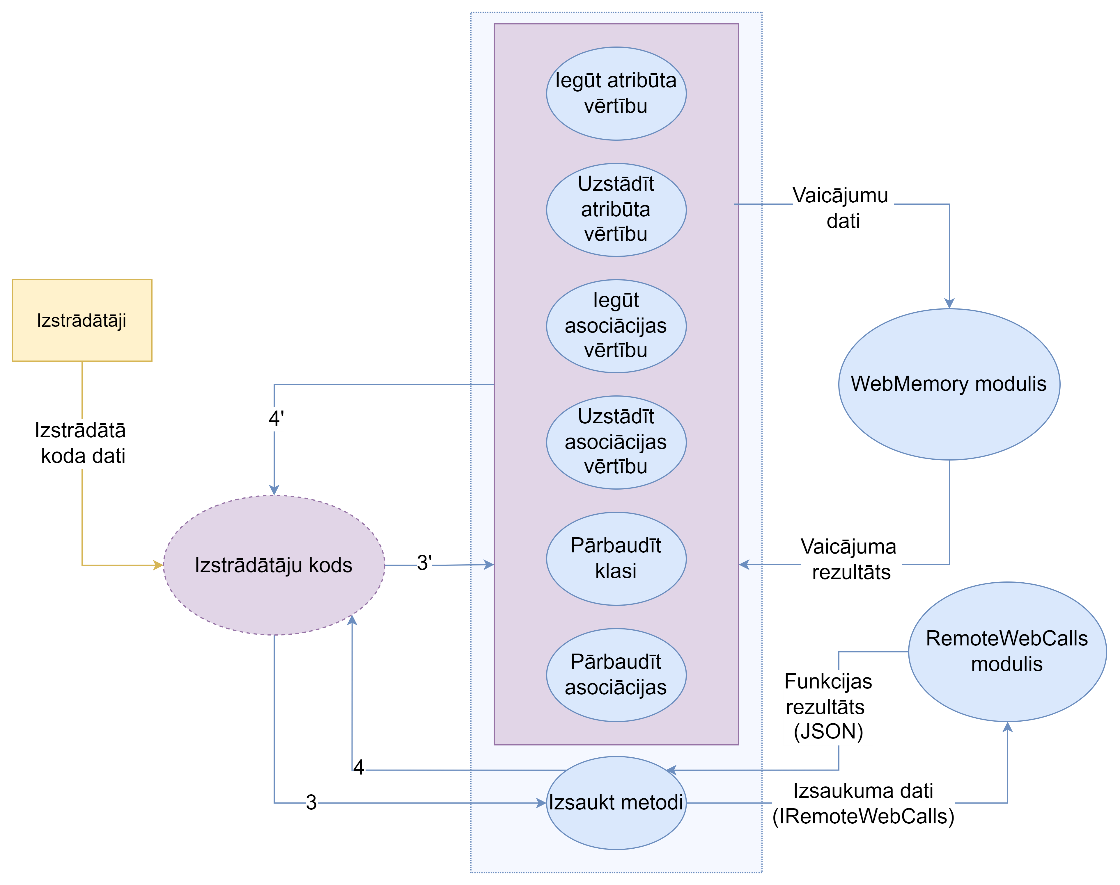 Iegūt atribūta
vērtību
Uzstādīt
atribūta
vērtību
Vaicājumu
dati
Izstrādātāji
Iegūt
asociācijas
vērtību
WebMemory modulis
4'
Izstrādātā
koda dati
Uzstādīt
asociācijas
vērtību
Izstrādātāju kods
3'
Pārbaudīt
klasi
Vaicājuma
rezultāts
RemoteWebCalls
modulis
Pārbaudīt
asociācijas
Funkcijas
rezultāts
(JSON)
4
3
Izsaukt metodi
Izsaukuma dati
(IRemoteWebCalls)